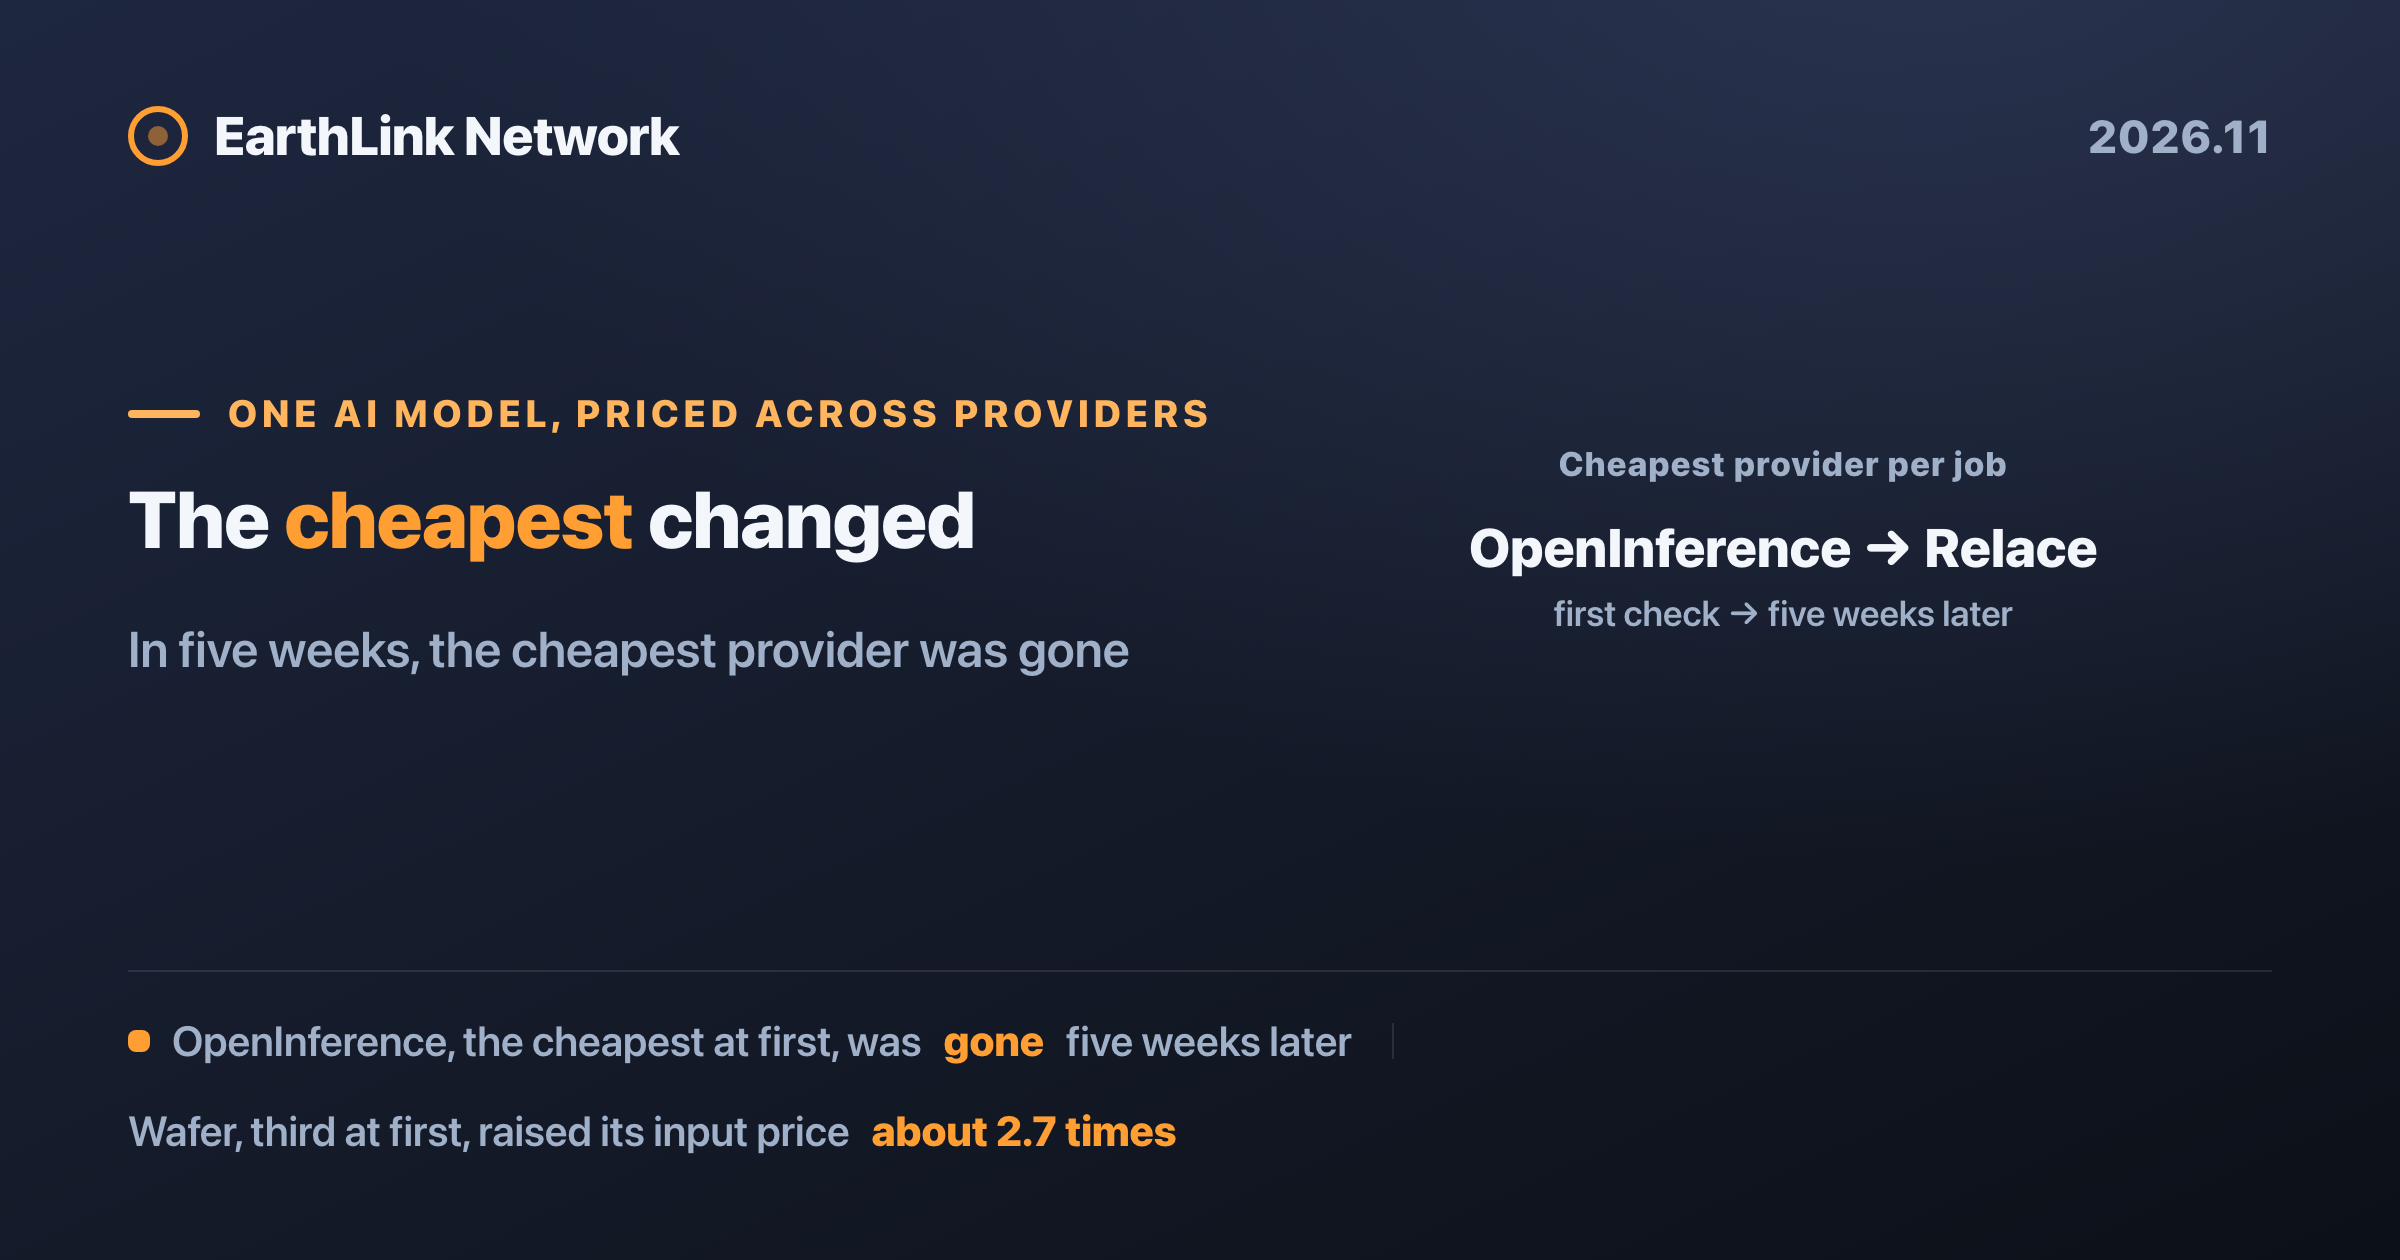 EarthLink Network
2026.11
ONE AI MODEL, PRICED ACROSS PROVIDERS
The cheapest changed
In five weeks, the cheapest provider was gone
Cheapest provider per job
OpenInference → Relace
first check → five weeks later
OpenInference, the cheapest at first, was gone five weeks later
Wafer, third at first, raised its input price about 2.7 times